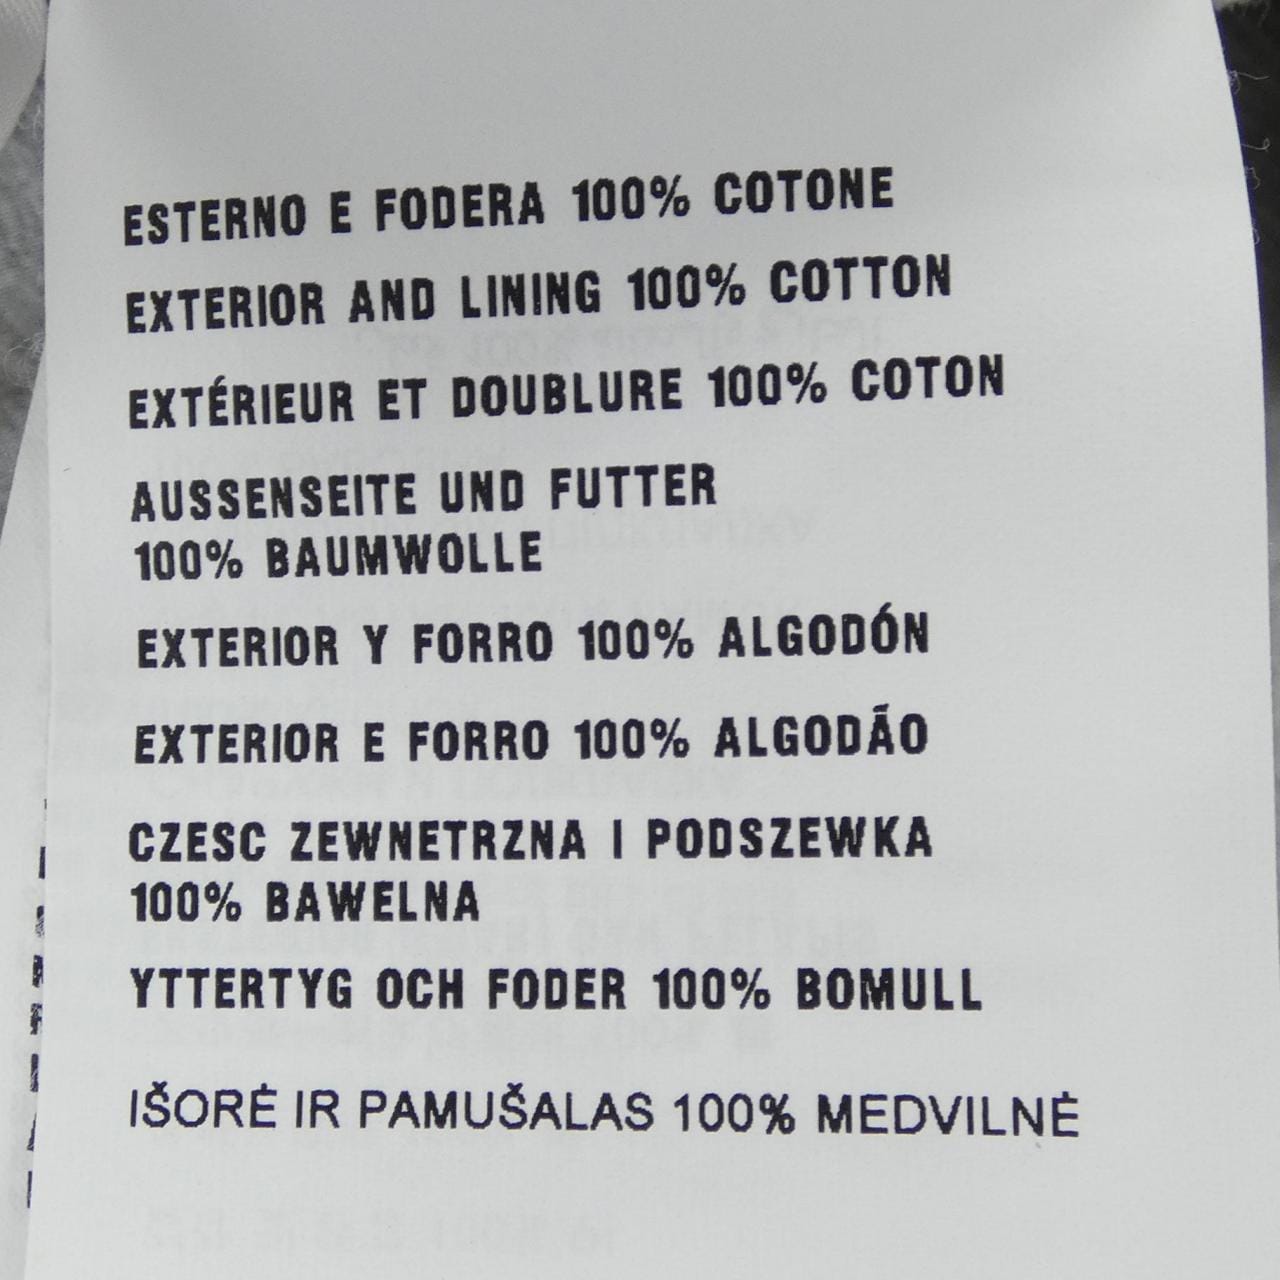 ESTERNO E FODERA 100% COTONE
EXTERIOR AND LINING 100% COTTON
EXTÉRIEUR ET DOUBLURE 100% COTON
AUSSENSEITE UND FUTTER
100% BAUMWOLLE
EXTERIOR Y FORRO 100% ALGODÓN
EXTERIOR E FORRO 100% ALGODÃO
CZESC ZEWNETRZNA I PODSZEWKA
100% BAWELNA
YTTERTYG OCH FODER 100% BOMULL
IŠORĖ IR PAMUŠALAS 100% MEDVILNĖ